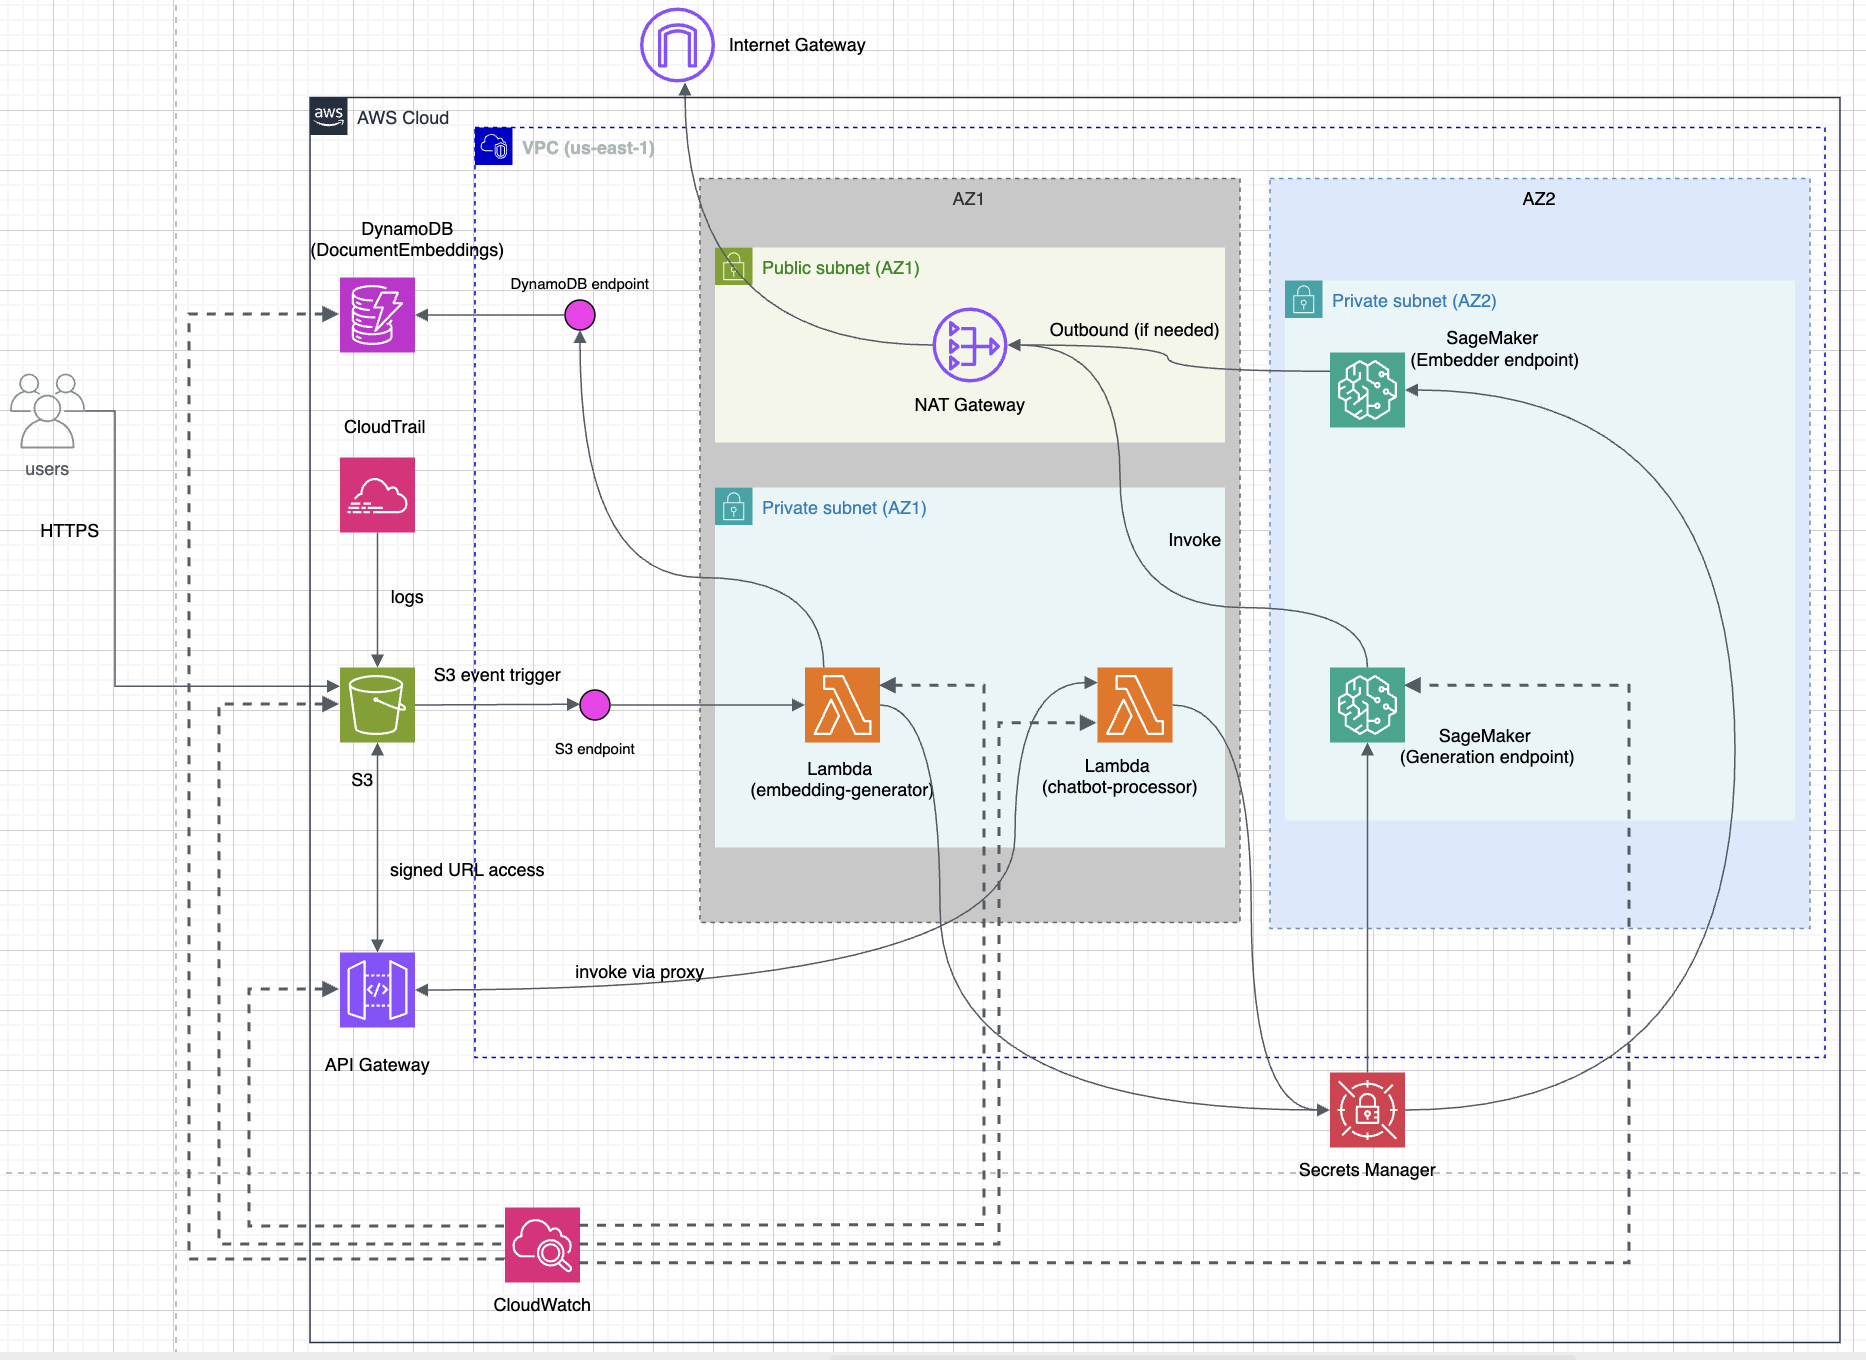 Internet Gateway
aws
AWS Cloud
VPC (us-east-1)
AZ1
AZ2
DynamoDB
(DocumentEmbeddings)
DynamoDB endpoint
Public subnet (AZ1)
Private subnet (AZ2)
Outbound (if needed)
SageMaker
(Embedder endpoint)
NAT Gateway
CloudTrail
users
HTTPS
Private subnet (AZ1)
Invoke
logs
S3 event trigger
S3 endpoint
S3
Lambda
(embedding-generator)
Lambda
(chatbot-processor)
SageMaker
(Generation endpoint)
signed URL access
invoke via proxy
</>
API Gateway
Secrets Manager
CloudWatch